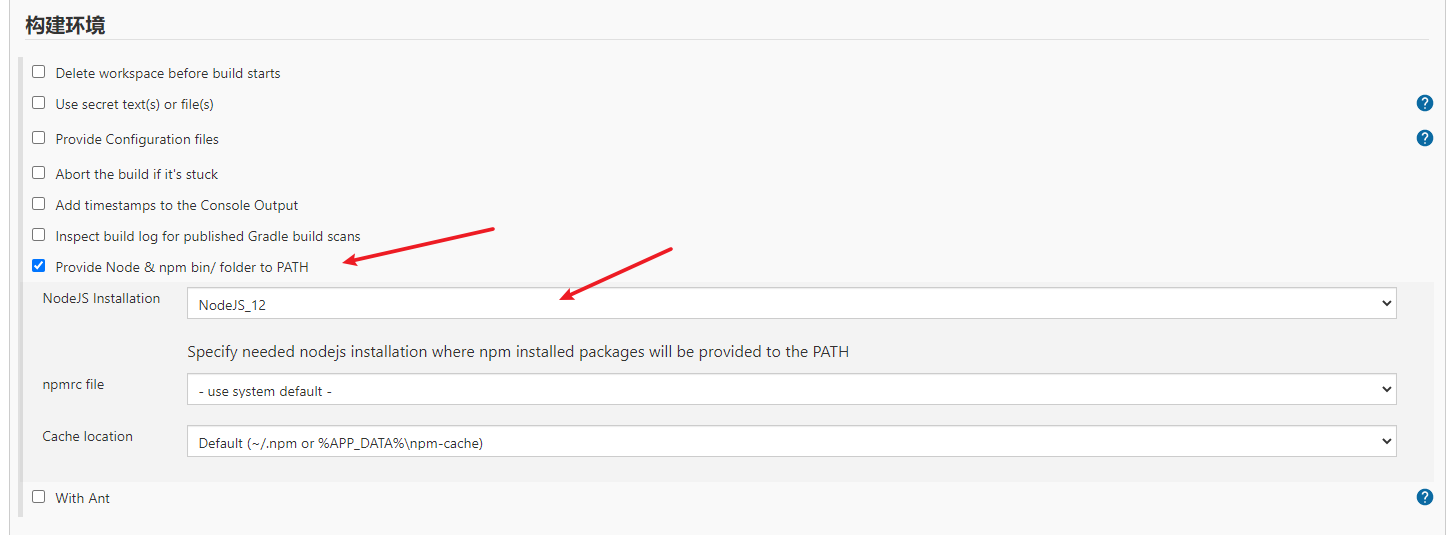 构建环境
Delete workspace before build starts
Use secret text(s) or file(s)
?
Provide Configuration files
?
Abort the build if it's stuck
Add timestamps to the Console Output
Inspect build log for published Gradle build scans
Provide Node & npm bin/ folder to PATH
NodeJS Installation
NodeJS_12
Specify needed nodejs installation where npm installed packages will be provided to the PATH
npmrc file
- use system default -
Cache location
Default (~/.npm or %APP_DATA%\npm-cache)
With Ant
?